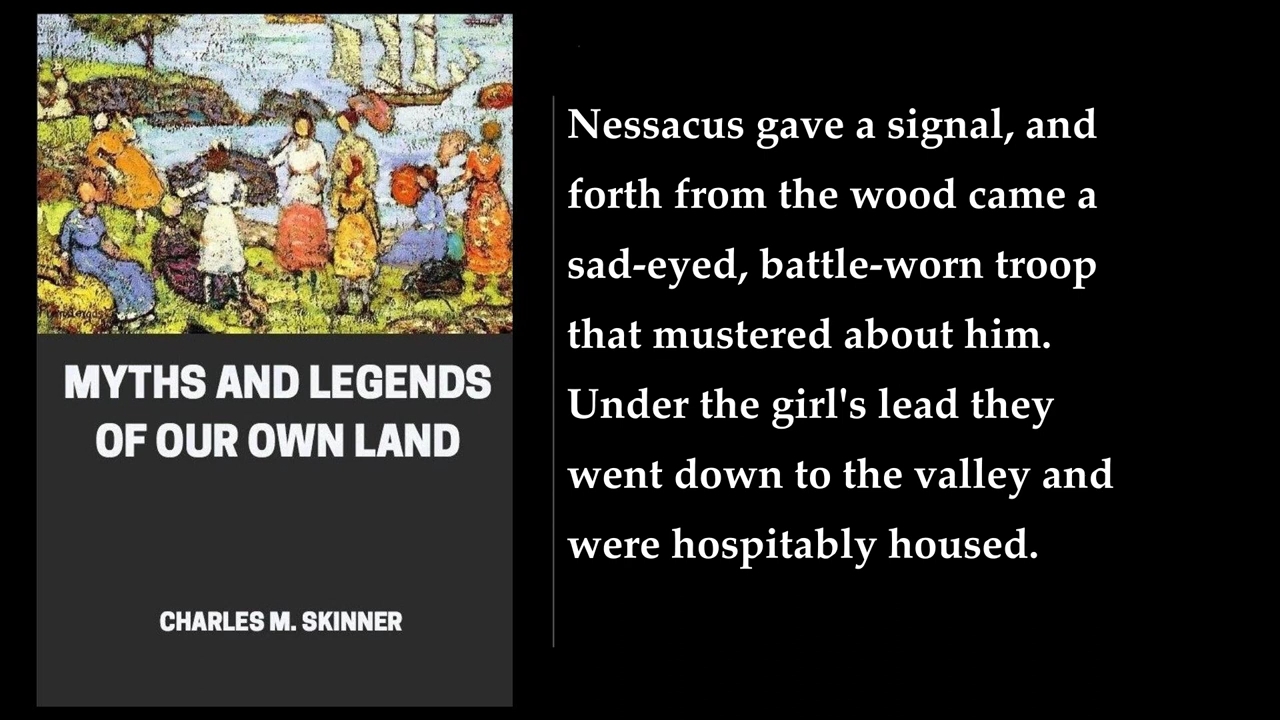 MYTHS AND LEGENDS
OF OUR OWN LAND
CHARLES M. SKINNER
Nessacus gave a signal, and
forth from the wood came a
sad-eyed, battle-worn troop
that mustered about him.
Under the girl's lead they
went down to the valley and
were hospitably housed.